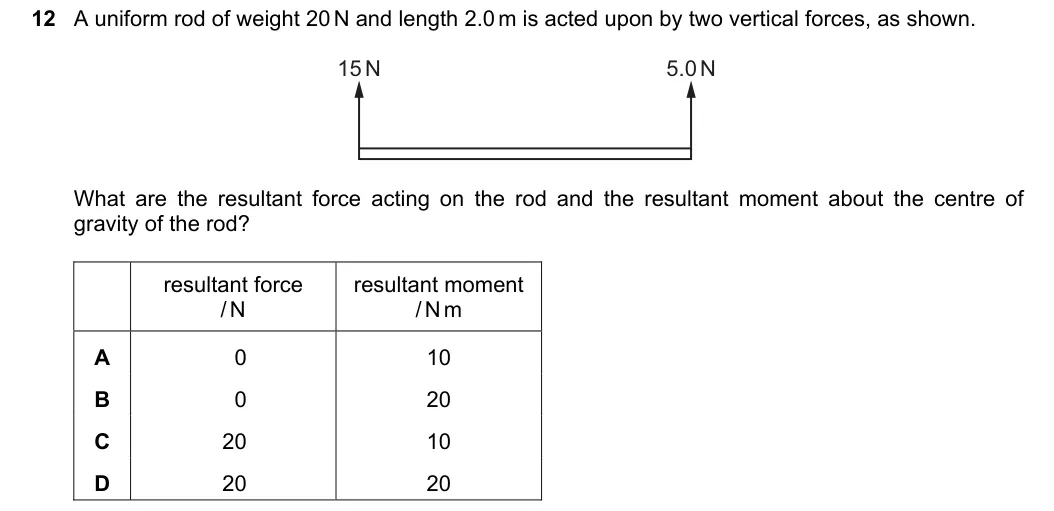 12 A uniform rod of weight 20 N and length 2.0 m is acted upon by two vertical forces, as shown.
15 N 5.0 N
What are the resultant force acting on the rod and the resultant moment about the centre of
gravity of the rod?
resultant force resultant moment
/ N / N m
A 0 10
B 0 20
C 20 10
D 20 20